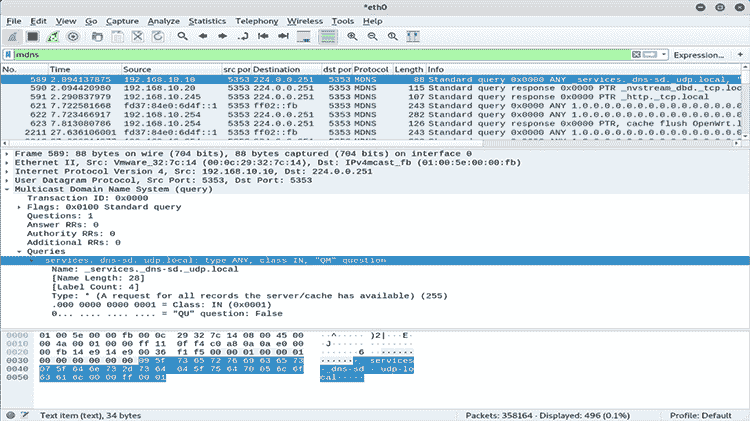 *eth0
File Edit View Go Capture Analyze Statistics Telephony Wireless Tools Help
mdns Expression... +
No. Time Source src por Destination dst por Protocol Length Info
589 2.094137875 192.168.10.10 5353 224.0.0.251 5353 MDNS 88 Standard query 0x0000 ANY _services._dns-sd._udp.local, "
590 2.094420980 192.168.10.20 5353 224.0.0.251 5353 MDNS 115 Standard query response 0x0000 PTR _nvstream_dbd._tcp.loc
591 2.290837979 192.168.10.245 5353 224.0.0.251 5353 MDNS 107 Standard query response 0x0000 PTR _http._tcp.local
621 7.722581668 fd37:84e0:6d4f::1 5353 ff02::fb 5353 MDNS 243 Standard query response 0x0000 ANY 1.0.0.0.0.0.0.0.0.0.0.
622 7.723466917 192.168.10.254 5353 224.0.0.251 5353 MDNS 282 Standard query response 0x0000 ANY 1.0.0.0.0.0.0.0.0.0.0.
623 7.813080786 192.168.10.254 5353 224.0.0.251 5353 MDNS 126 Standard query response 0x0000 PTR, cache flush OpenWrt.l
2211 27.636106001 fd37:84e0:6d4f::1 5353 ff02::fb 5353 MDNS 243 Standard query response 0x0000 ANY 1.0.0.0.0.0.0.0.0.0.0.
Frame 589: 88 bytes on wire (704 bits), 88 bytes captured (704 bits) on interface 0
Ethernet II, Src: Vmware_32:7c:14 (00:0c:29:32:7c:14), Dst: IPv4mcast_fb (01:00:5e:00:00:fb)
Internet Protocol Version 4, Src: 192.168.10.10, Dst: 224.0.0.251
User Datagram Protocol, Src Port: 5353, Dst Port: 5353
Multicast Domain Name System (query)
Transaction ID: 0x0000
Flags: 0x0100 Standard query
Questions: 1
Answer RRs: 0
Authority RRs: 0
Additional RRs: 0
Queries
_services._dns-sd._udp.local: type ANY, class IN, "QM" question
Name: _services._dns-sd._udp.local
[Name Length: 28]
[Label Count: 4]
Type: * (A request for all records the server/cache has available) (255)
.000 0000 0000 0001 = Class: IN (0x0001)
0... .... .... .... = "QU" question: False
0000 01 00 5e 00 00 fb 00 0c 29 32 7c 14 08 00 45 00 ..^..... )2|...E.
0010 00 4a 00 01 00 00 ff 11 0f f4 c0 a8 0a 0a e0 00 .J...... ........
0020 00 fb 14 e9 14 e9 00 36 f1 f5 00 00 01 00 00 01 .......6 ........
0030 00 00 00 00 00 00 09 5f 73 65 72 76 69 63 65 73 ......._ services
0040 07 5f 64 6e 73 2d 73 64 04 5f 75 64 70 05 6c 6f ._dns-sd ._udp.lo
0050 63 61 6c 00 00 ff 00 01 cal.....
Text item (text), 34 bytes Packets: 358164 · Displayed: 496 (0.1%) Profile: Default